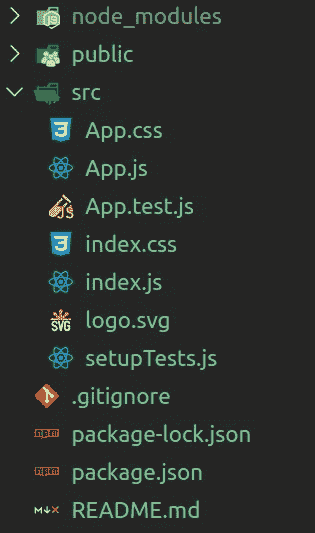 node_modules
public
src
App.css
App.js
App.test.js
index.css
index.js
logo.svg
setupTests.js
.gitignore
package-lock.json
package.json
README.md